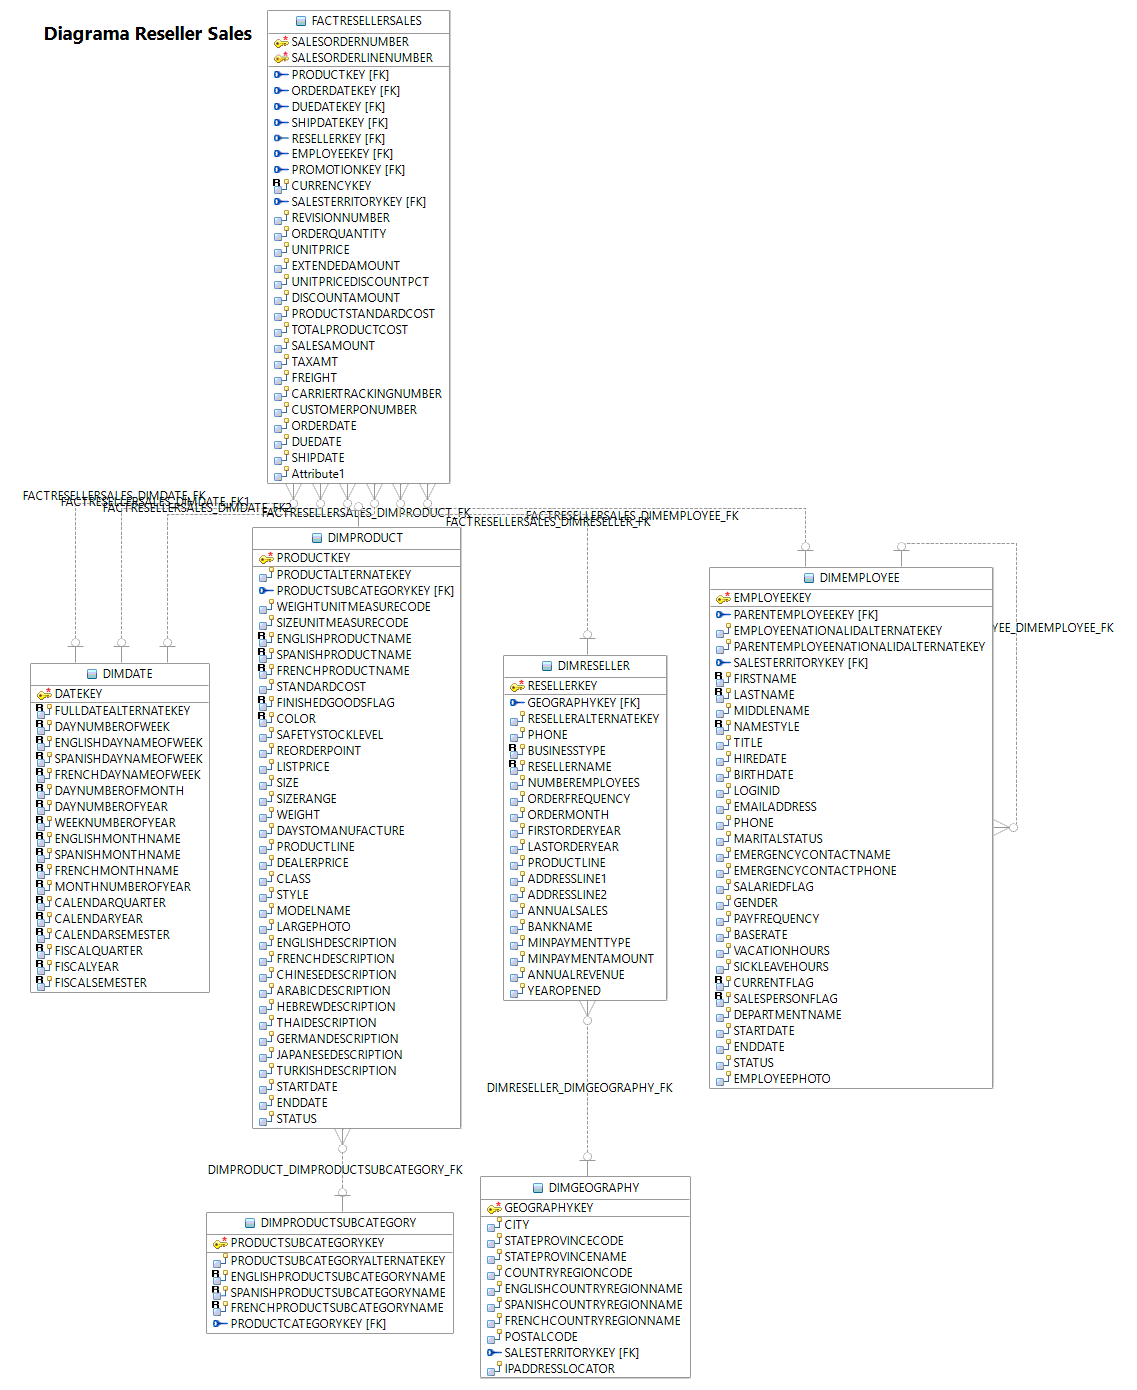 Diagrama Reseller Sales
FACTRESELLERSALES
SALESORDERNUMBER
SALESORDERLINENUMBER
PRODUCTKEY [FK]
ORDERDATEKEY [FK]
DUEDATEKEY [FK]
SHIPDATEKEY [FK]
RESELLERKEY [FK]
EMPLOYEEKEY [FK]
PROMOTIONKEY [FK]
CURRENCYKEY
SALESTERRITORYKEY [FK]
REVISIONNUMBER
ORDERQUANTITY
UNITPRICE
EXTENDEDAMOUNT
UNITPRICEDISCOUNTPCT
DISCOUNTAMOUNT
PRODUCTSTANDARDCOST
TOTALPRODUCTCOST
SALESAMOUNT
TAXAMT
FREIGHT
CARRIERTRACKINGNUMBER
CUSTOMERPONUMBER
ORDERDATE
DUEDATE
SHIPDATE
Attribute1
FACTRESELLERSALES_DIMDATE_FK
FACTRESELLERSALES_DIMDATE_FK1
FACTRESELLERSALES_DIMDATE_FK2
FACTRESELLERSALES_DIMPRODUCT_FK
FACTRESELLERSALES_DIMRESELLER_FK
FACTRESELLERSALES_DIMEMPLOYEE_FK
DIMDATE
DATEKEY
FULLDATEALTERNATEKEY
DAYNUMBEROFWEEK
ENGLISHDAYNAMEOFWEEK
SPANISHDAYNAMEOFWEEK
FRENCHDAYNAMEOFWEEK
DAYNUMBEROFMONTH
DAYNUMBEROFYEAR
WEEKNUMBEROFYEAR
ENGLISHMONTHNAME
SPANISHMONTHNAME
FRENCHMONTHNAME
MONTHNUMBEROFYEAR
CALENDARQUARTER
CALENDARYEAR
CALENDARSEMESTER
FISCALQUARTER
FISCALYEAR
FISCALSEMESTER
DIMPRODUCT
PRODUCTKEY
PRODUCTALTERNATEKEY
PRODUCTSUBCATEGORYKEY [FK]
WEIGHTUNITMEASURECODE
SIZEUNITMEASURECODE
ENGLISHPRODUCTNAME
SPANISHPRODUCTNAME
FRENCHPRODUCTNAME
STANDARDCOST
FINISHEDGOODSFLAG
COLOR
SAFETYSTOCKLEVEL
REORDERPOINT
LISTPRICE
SIZE
SIZERANGE
WEIGHT
DAYSTOMANUFACTURE
PRODUCTLINE
DEALERPRICE
CLASS
STYLE
MODELNAME
LARGEPHOTO
ENGLISHDESCRIPTION
FRENCHDESCRIPTION
CHINESEDESCRIPTION
ARABICDESCRIPTION
HEBREWDESCRIPTION
THAIDESCRIPTION
GERMANDESCRIPTION
JAPANESEDESCRIPTION
TURKISHDESCRIPTION
STARTDATE
ENDDATE
STATUS
DIMRESELLER
RESELLERKEY
GEOGRAPHYKEY [FK]
RESELLERALTERNATEKEY
PHONE
BUSINESSTYPE
RESELLERNAME
NUMBEREMPLOYEES
ORDERFREQUENCY
ORDERMONTH
FIRSTORDERYEAR
LASTORDERYEAR
PRODUCTLINE
ADDRESSLINE1
ADDRESSLINE2
ANNUALSALES
BANKNAME
MINPAYMENTTYPE
MINPAYMENTAMOUNT
ANNUALREVENUE
YEAROPENED
DIMEMPLOYEE
EMPLOYEEKEY
PARENTEMPLOYEEKEY [FK]
EMPLOYEENATIONALIDALTERNATEKEY
PARENTEMPLOYEENATIONALIDALTERNATEKEY
SALESTERRITORYKEY [FK]
FIRSTNAME
LASTNAME
MIDDLENAME
NAMESTYLE
TITLE
HIREDATE
BIRTHDATE
LOGINID
EMAILADDRESS
PHONE
MARITALSTATUS
EMERGENCYCONTACTNAME
EMERGENCYCONTACTPHONE
SALARIEDFLAG
GENDER
PAYFREQUENCY
BASERATE
VACATIONHOURS
SICKLEAVEHOURS
CURRENTFLAG
SALESPERSONFLAG
DEPARTMENTNAME
STARTDATE
ENDDATE
STATUS
EMPLOYEEPHOTO
YEE_DIMEMPLOYEE_FK
DIMRESELLER_DIMGEOGRAPHY_FK
DIMPRODUCT_DIMPRODUCTSUBCATEGORY_FK
DIMPRODUCTSUBCATEGORY
PRODUCTSUBCATEGORYKEY
PRODUCTSUBCATEGORYALTERNATEKEY
ENGLISHPRODUCTSUBCATEGORYNAME
SPANISHPRODUCTSUBCATEGORYNAME
FRENCHPRODUCTSUBCATEGORYNAME
PRODUCTCATEGORYKEY [FK]
DIMGEOGRAPHY
GEOGRAPHYKEY
CITY
STATEPROVINCECODE
STATEPROVINCENAME
COUNTRYREGIONCODE
ENGLISHCOUNTRYREGIONNAME
SPANISHCOUNTRYREGIONNAME
FRENCHCOUNTRYREGIONNAME
POSTALCODE
SALESTERRITORYKEY [FK]
IPADDRESSLOCATOR